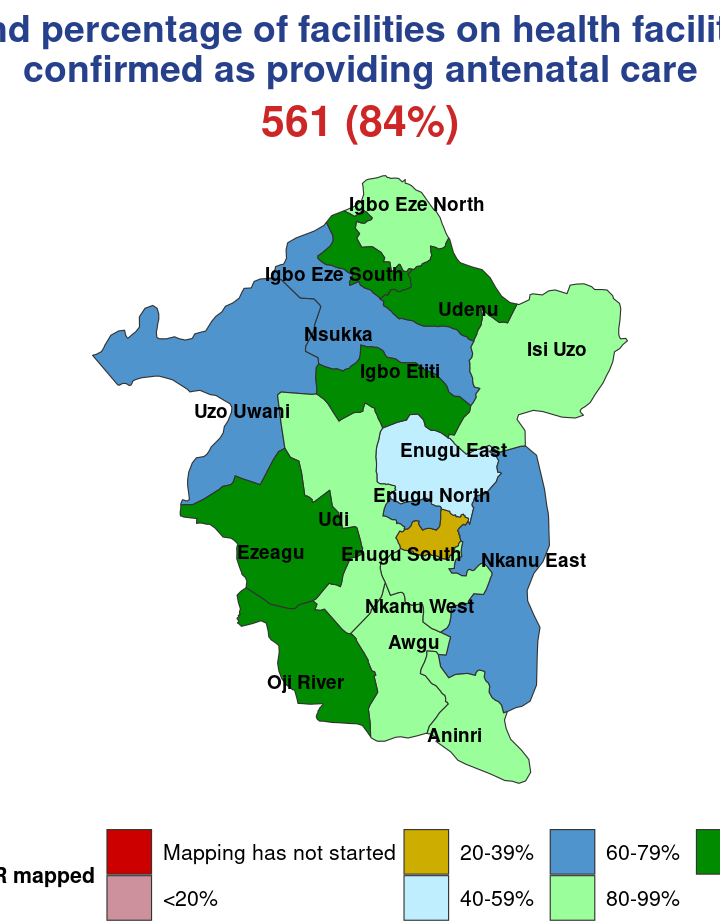 percentage of facilities on health
confirmed as providing antenatal care
561 (84%)
Igbo Eze North
Igbo Eze South
Udenu
Nsukka
Isi Uzo
Igbo Etiti
Uzo Uwani
Enugu East
Enugu North
Udi
Ezeagu
Enugu South
Nkanu East
Nkanu West
Awgu
Oji River
Aninri
Mapping has not started
20-39%
60-79%
mapped
<20%
40-59%
80-99%